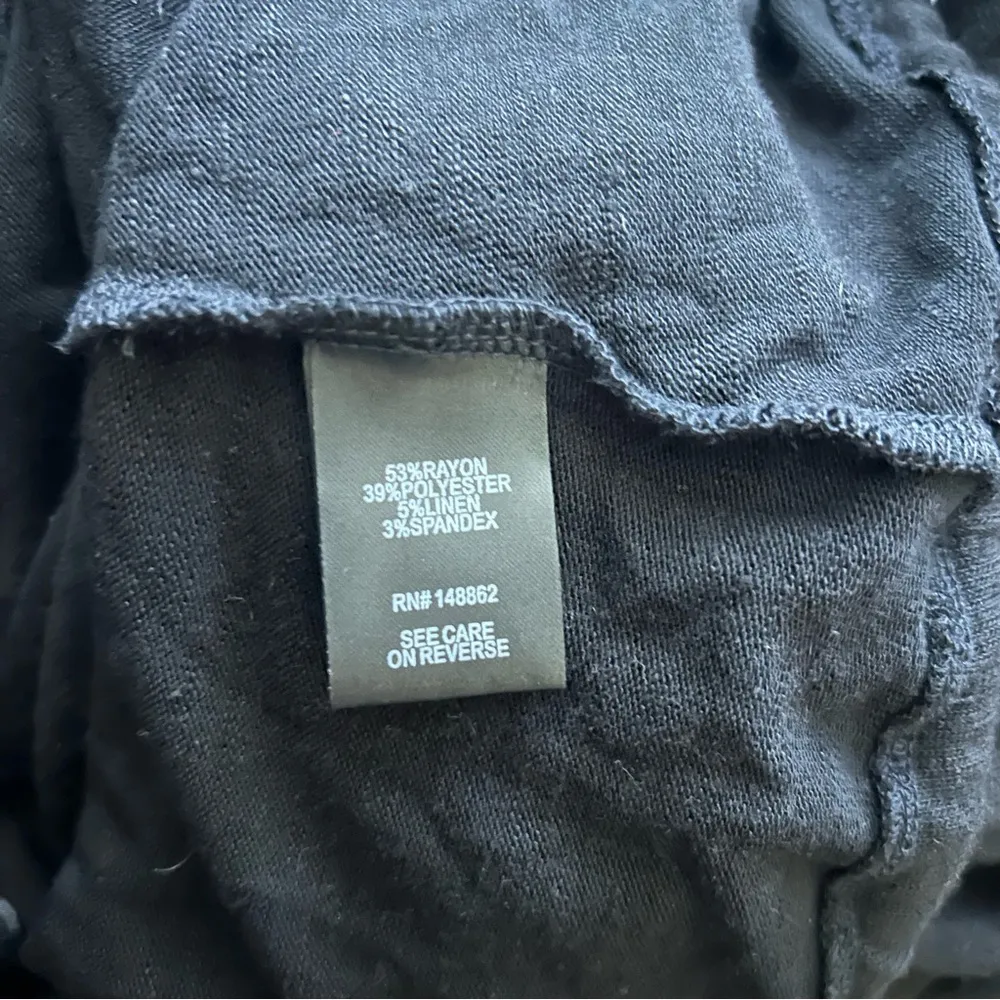 53%RAYON
39%POLYESTER
5%LINEN
3%SPANDEX
RN# 148862
SEE CARE
ON REVERSE